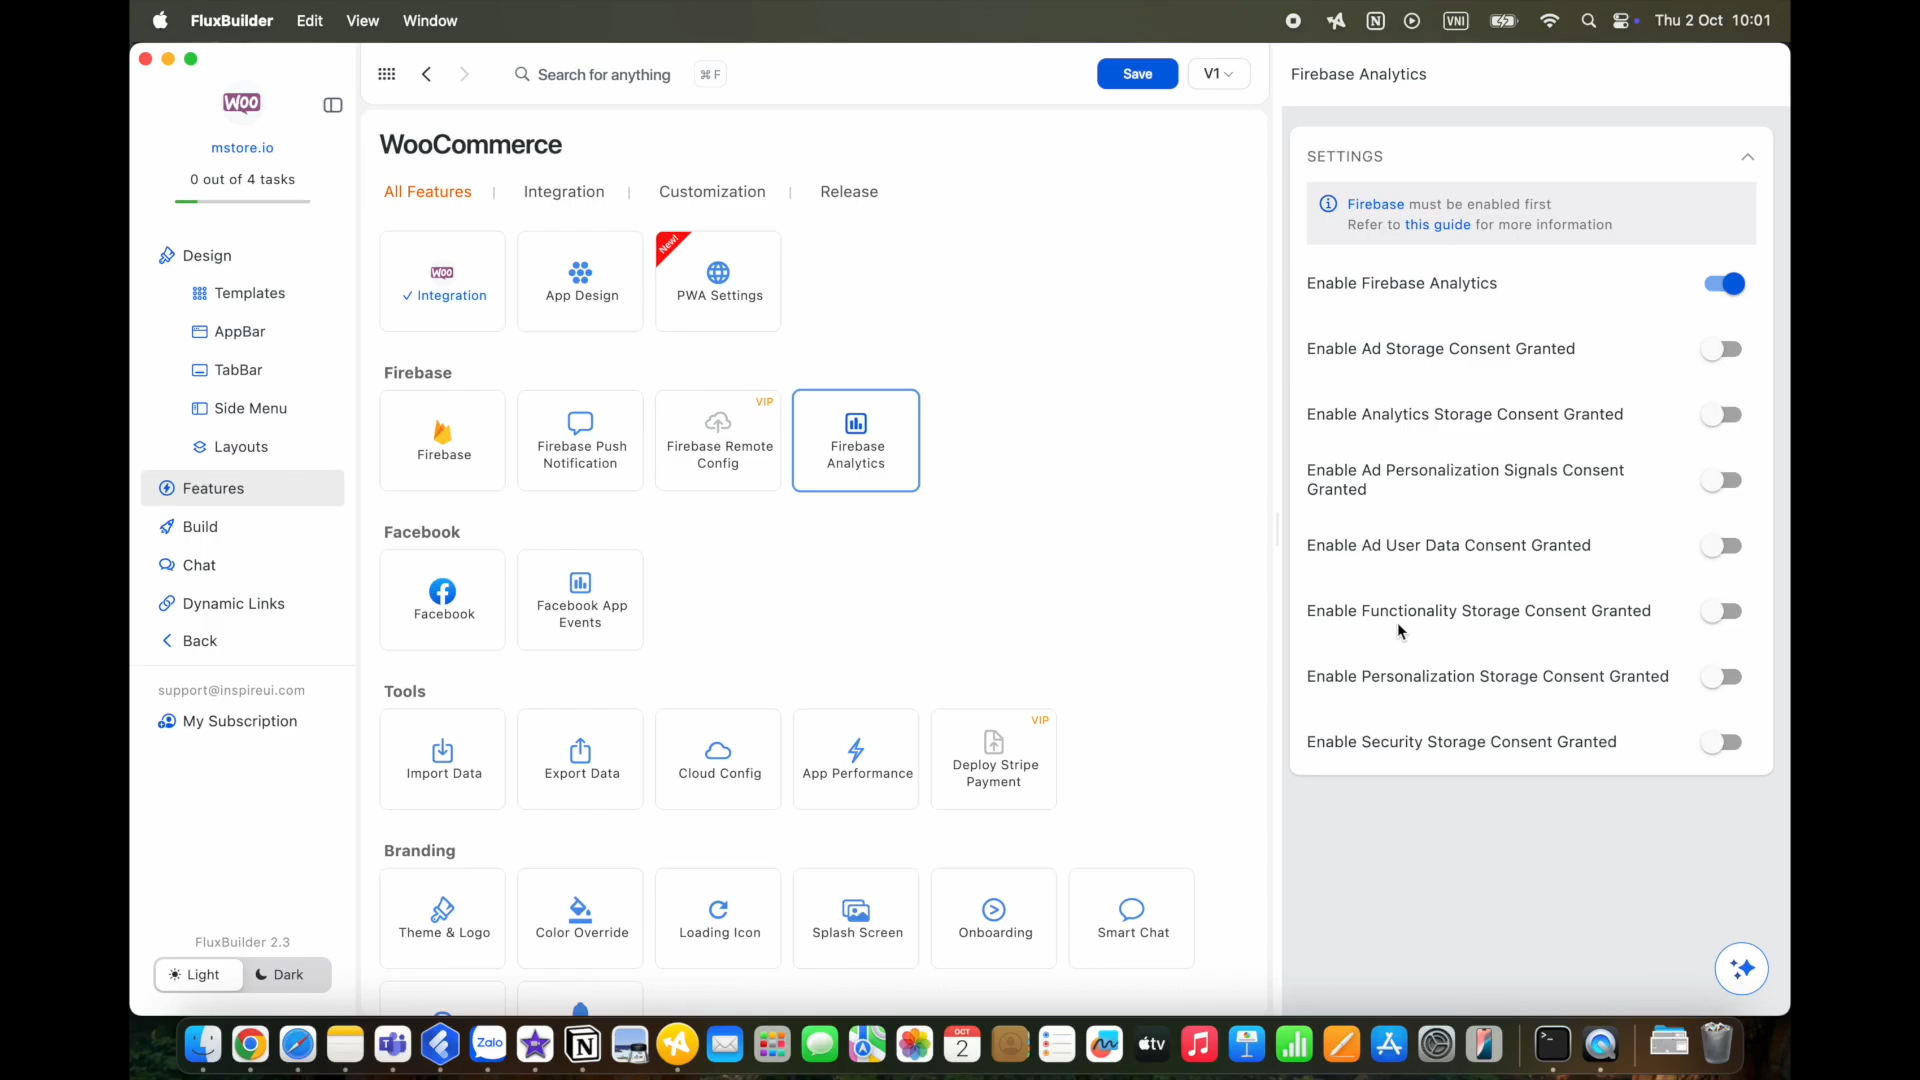 FluxBuilder Edit View Window
VNI
Thu 2 Oct 10:01
WOO
mstore.io
0 out of 4 tasks
Design
Templates
AppBar
TabBar
Side Menu
Layouts
Features
Build
Chat
Dynamic Links
Back
support@inspireui.com
My Subscription
FluxBuilder 2.3
Light
Dark
Search for anything
⌘ F
Save
V1
WooCommerce
All Features | Integration | Customization | Release
WOO
✓ Integration
App Design
New!
PWA Settings
Firebase
Firebase
Firebase Push
Notification
VIP
Firebase Remote
Config
Firebase
Analytics
Facebook
Facebook
Facebook App
Events
Tools
Import Data
Export Data
Cloud Config
App Performance
VIP
Deploy Stripe
Payment
Branding
Theme & Logo
Color Override
Loading Icon
Splash Screen
Onboarding
Smart Chat
Firebase Analytics
SETTINGS
Firebase must be enabled first
Refer to this guide for more information
Enable Firebase Analytics
Enable Ad Storage Consent Granted
Enable Analytics Storage Consent Granted
Enable Ad Personalization Signals Consent
Granted
Enable Ad User Data Consent Granted
Enable Functionality Storage Consent Granted
Enable Personalization Storage Consent Granted
Enable Security Storage Consent Granted
Zalo
OCT
2
tv